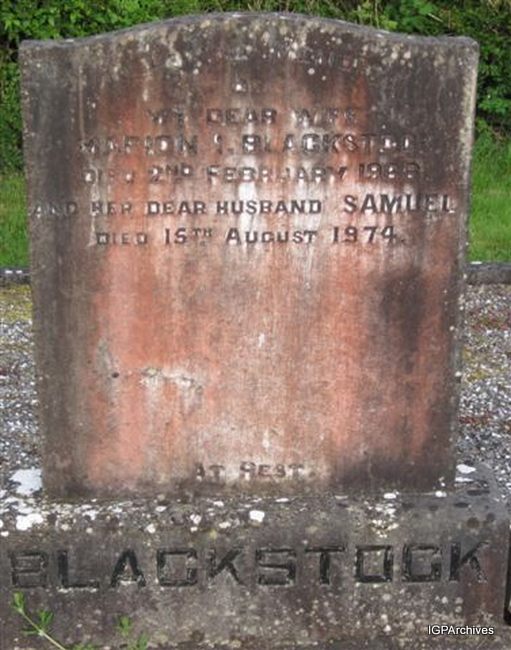 OF
MY DEAR WIFE
MARION I. BLACKSTOCK
DIED 2ND FEBRUARY
AND HER DEAR HUSBAND SAMUEL
DIED 15TH AUGUST 1974.
AT REST.
BLACKSTOCK
IGPArchives